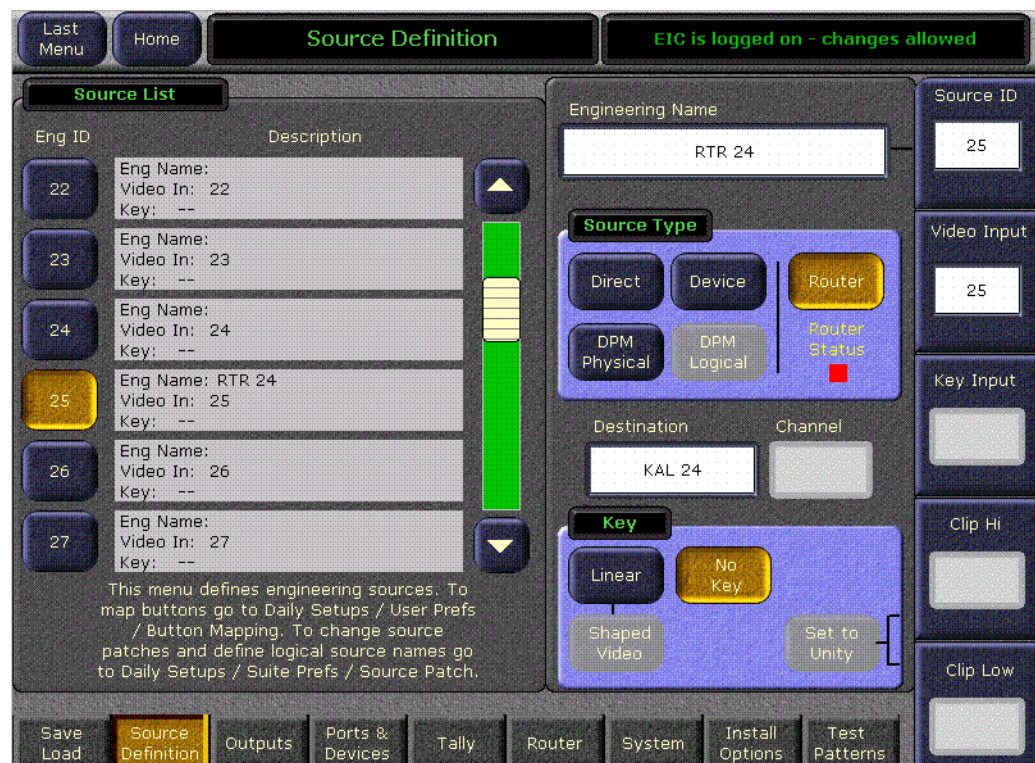 Last
Menu
Home
Source Definition
EIC is logged on - changes allowed
Source List
Eng ID
Description
22
Eng Name:
Video In: 22
Key: --
23
Eng Name:
Video In: 23
Key: --
24
Eng Name:
Video In: 24
Key: --
25
Eng Name: RTR 24
Video In: 25
Key: --
26
Eng Name:
Video In: 26
Key: --
27
Eng Name:
Video In: 27
Key: --
This menu defines engineering sources. To
map buttons go to Daily Setups / User Prefs
/ Button Mapping. To change source
patches and define logical source names go
to Daily Setups / Suite Prefs / Source Patch.
Engineering Name
RTR 24
Source Type
Direct
Device
Router
DPM
Physical
DPM
Logical
Router
Status
Destination
Channel
KAL 24
Key
Linear
No
Key
Shaped
Video
Set to
Unity
Source ID
25
Video Input
25
Key Input
Clip Hi
Clip Low
Save
Load
Source
Definition
Outputs
Ports &
Devices
Tally
Router
System
Install
Options
Test
Patterns